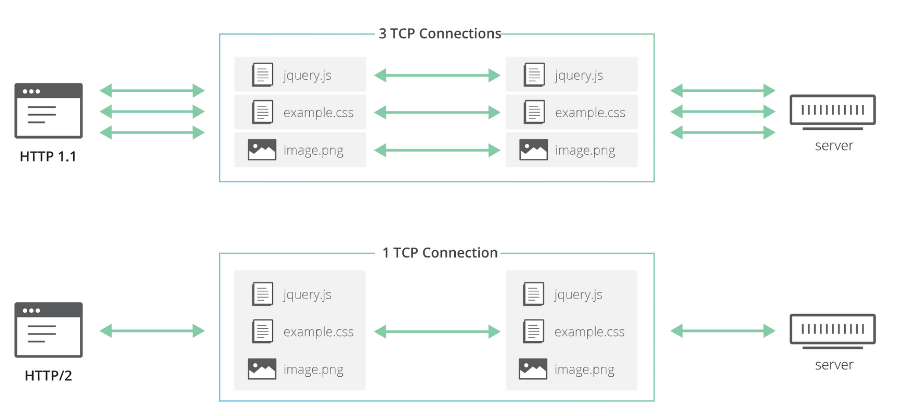 3 TCP Connections
jquery.js
jquery.js
example.css
example.css
image.png
image.png
HTTP 1.1
server
1 TCP Connection
jquery.js
jquery.js
example.css
example.css
image.png
image.png
HTTP/2
server